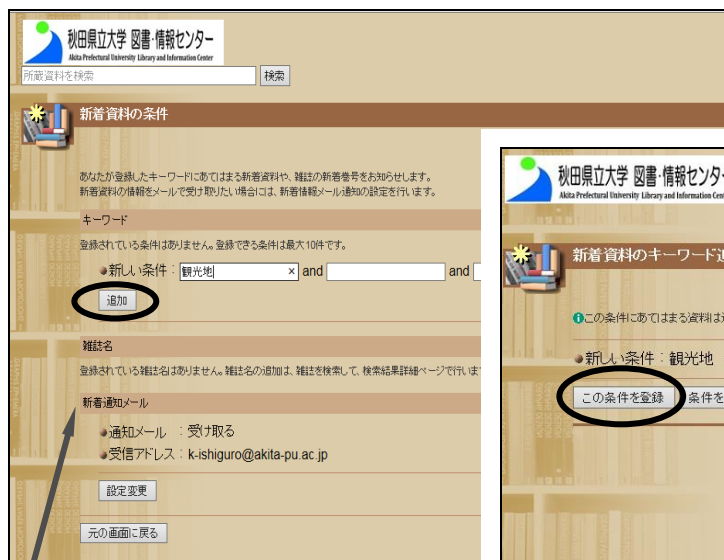 秋田県立大学 図書・情報センター
Akita Prefectural University Library and Information Center
所蔵資料を検索 検索
新着資料の条件
あなたが登録したキーワードにあてはまる新着資料や、雑誌の新着巻号をお知らせします。
新着資料の情報をメールで受け取りたい場合には、新着情報メール通知の設定を行います。
キーワード
登録されている条件はありません。登録できる条件は最大10件です。
新しい条件： 観光地 × and and
追加
雑誌名
登録されている雑誌名はありません。雑誌名の追加は、雑誌を検索して、検索結果詳細ページで行いま
新着通知メール
通知メール ：受け取る
受信アドレス：k-ishiguro@akita-pu.ac.jp
設定変更
元の画面に戻る
秋田県立大学 図書・情報センター
Akita Prefectural University Library and Information Cent
新着資料のキーワード
この条件にあてはまる資料は
新しい条件：観光地
この条件を登録 条件を